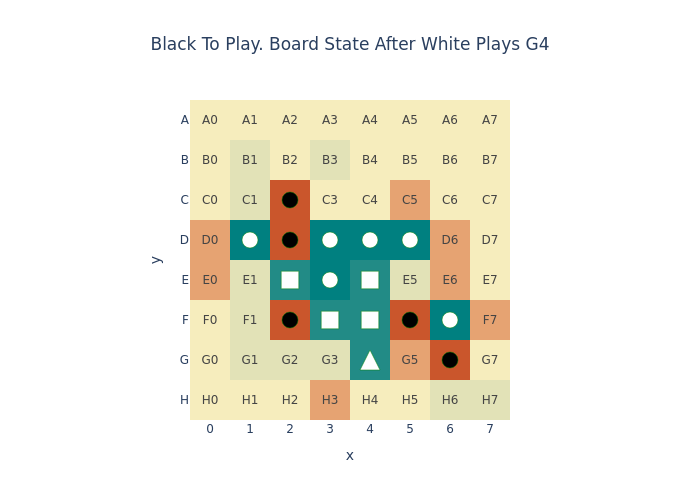 Black To Play. Board State After White Plays G4
A A0 A1 A2 A3 A4 A5 A6 A7
B B0 B1 B2 B3 B4 B5 B6 B7
C C0 C1 C3 C4 C5 C6 C7
D D0 D6 D7
E E0 E1 E5 E6 E7
F F0 F1 F7
G G0 G1 G2 G3 G5 G7
H H0 H1 H2 H3 H4 H5 H6 H7
0 1 2 3 4 5 6 7
x
y